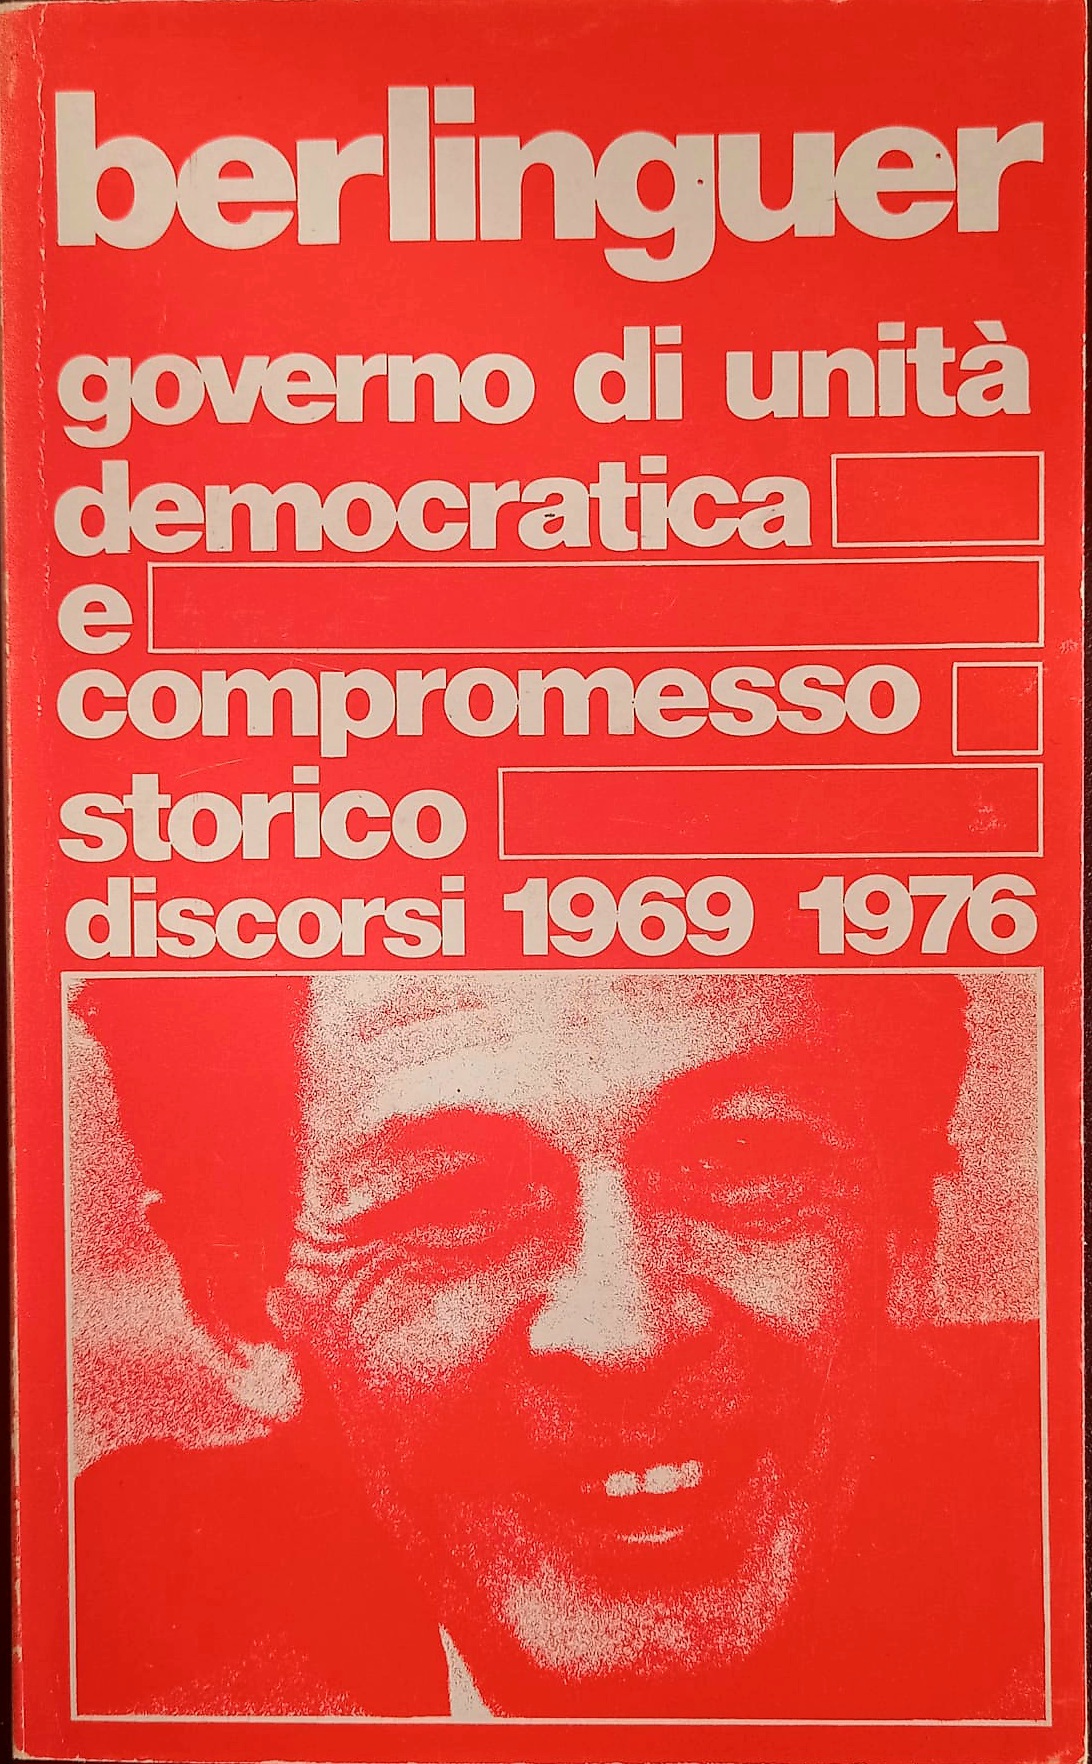 berlinguer
governo di unità
democratica
e
compromesso
storico
discorsi 1969 1976